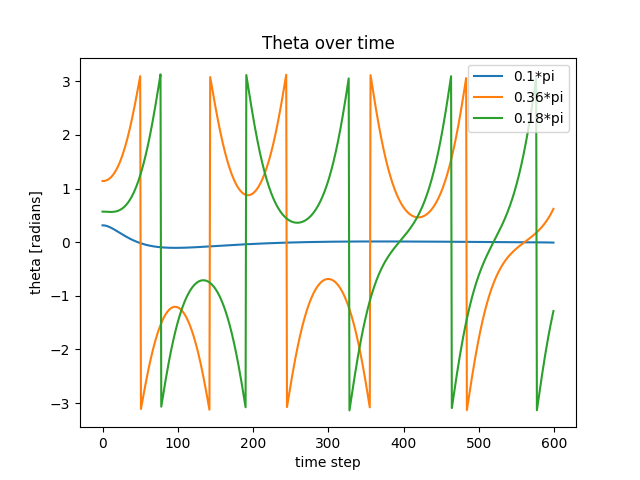 Theta over time
theta [radians]
3
2
1
0
−1
−2
−3
0.1*pi
0.36*pi
0.18*pi
0 100 200 300 400 500 600
time step